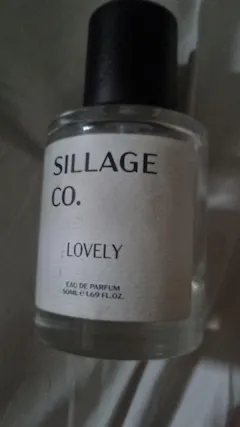 SILLAGE
CO.
LOVELY
EAU DE PARFUM
50ML ℮ 1.69 FL.OZ.